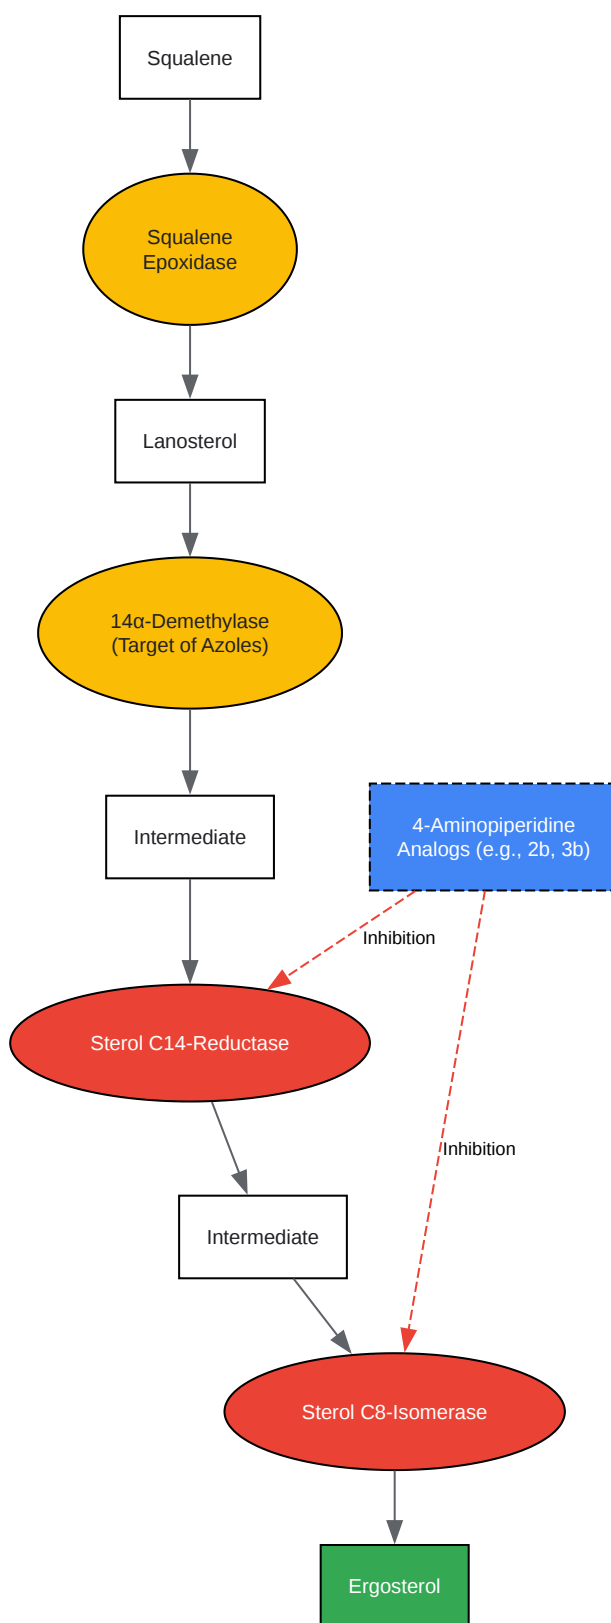 Squalene
Squalene
Epoxidase
Lanosterol
14α-Demethylase
(Target of Azoles)
Intermediate
4-Aminopiperidine
Analogs (e.g., 2b, 3b)
Inhibition
Sterol C14-Reductase
Inhibition
Intermediate
Sterol C8-Isomerase
Ergosterol